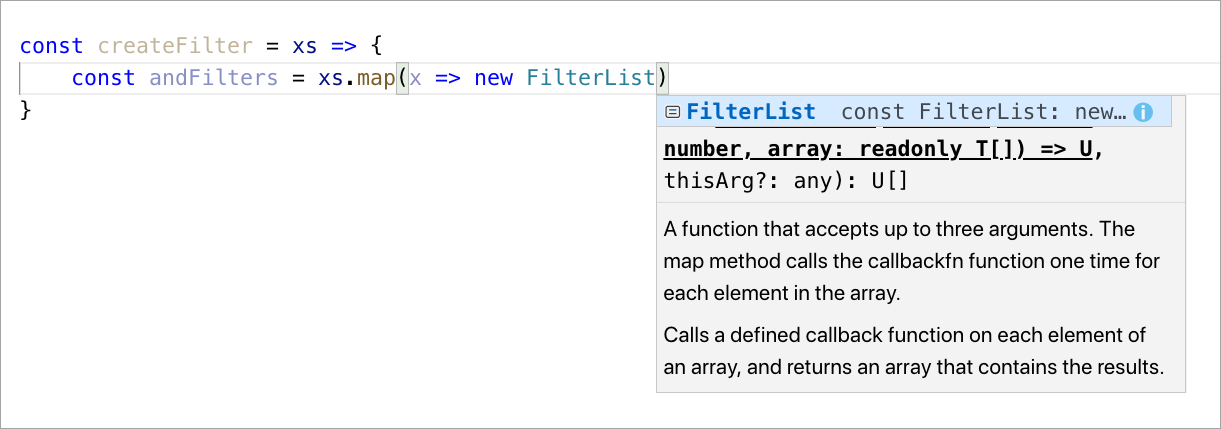 const createFilter = xs => {
    const andFilters = xs.map(x => new FilterList)
}
FilterList const FilterList: new…
number, array: readonly T[]) => U,
thisArg?: any): U[]
A function that accepts up to three arguments. The
map method calls the callbackfn function one time for
each element in the array.
Calls a defined callback function on each element of
an array, and returns an array that contains the results.